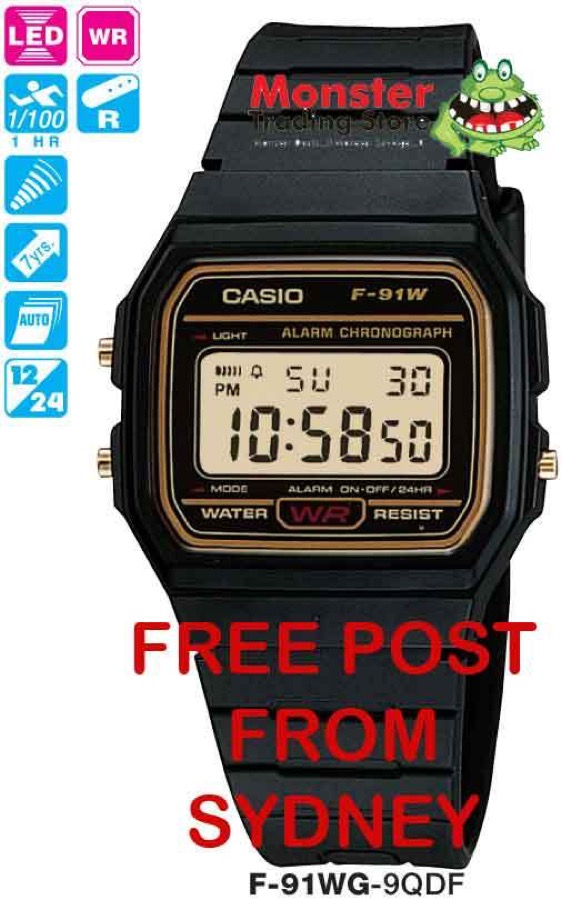 LED
WR
1/100
1 HR
R
7yrs.
AUTO
12/24
Monster
Trading Store
CASIO F-91W
LIGHT ALARM CHRONOGRAPH
PM SU 30
10:58 50
MODE ALARM ON-OFF/24HR
WATER WR RESIST
FREE POST
FROM
SYDNEY
F-91WG-9QDF